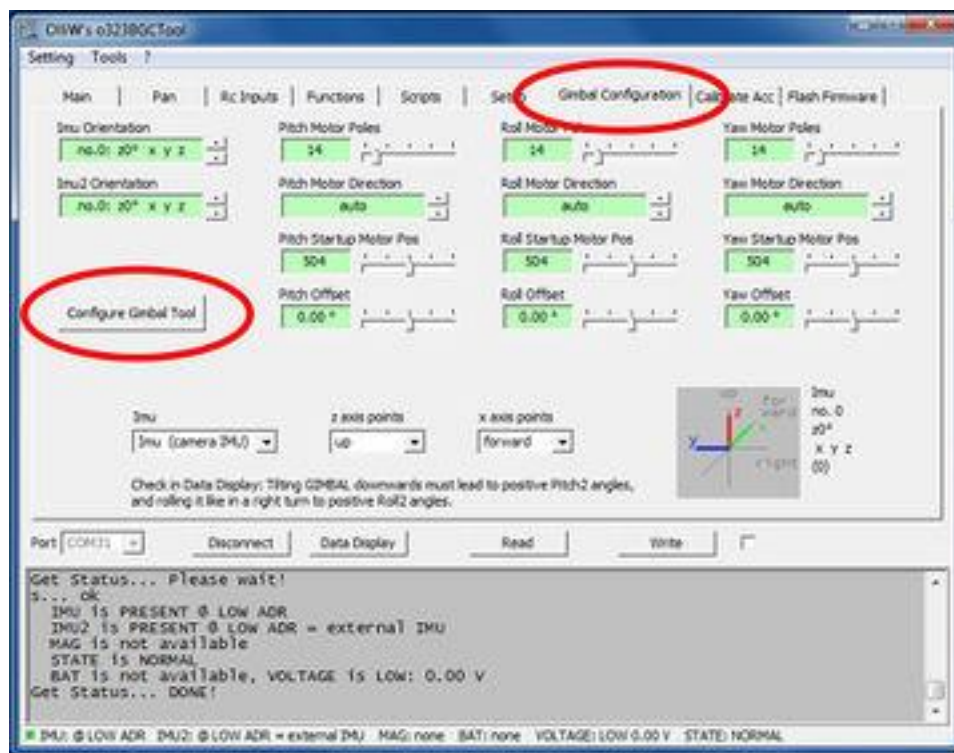 OlliW's o323BGCTool
Setting Tools ?
Main Pan Rc Inputs Functions Scripts Setup Gimbal Configuration Calibrate Acc Flash Firmware
Imu Orientation Pitch Motor Poles Roll Motor Poles Yaw Motor Poles
no.0: z0° x y z 14 14 14
Imu2 Orientation Pitch Motor Direction Roll Motor Direction Yaw Motor Direction
no.0: z0° x y z auto auto auto
Pitch Startup Motor Pos Roll Startup Motor Pos Yaw Startup Motor Pos
504 504 504
Configure Gimbal Tool Pitch Offset Roll Offset Yaw Offset
0.00 ° 0.00 ° 0.00 °
Imu z axis points x axis points
Imu (camera IMU) up forward
up forward right
z x y
Imu
no. 0
z0°
x y z
(0)
Check in Data Display: Tilting GIMBAL downwards must lead to positive Pitch2 angles,
and rolling it like in a right turn to positive Roll2 angles.
Port COM31 Disconnect Data Display Read Write
Get Status... Please wait!
s... ok
IMU is PRESENT @ LOW ADR
IMU2 is PRESENT @ LOW ADR = external IMU
MAG is not available
STATE is NORMAL
BAT is not available, VOLTAGE is LOW: 0.00 V
Get Status... DONE!
IMU: @ LOW ADR IMU2: @ LOW ADR = external IMU MAG: none BAT: none VOLTAGE: LOW 0.00 V STATE: NORMAL